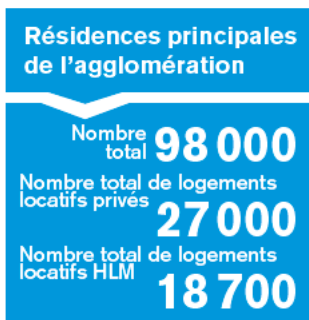 Résidences principales
de l'agglomération
Nombre
total 98 000
Nombre total de logements
locatifs privés
27 000
Nombre total de logements
locatifs HLM
18 700